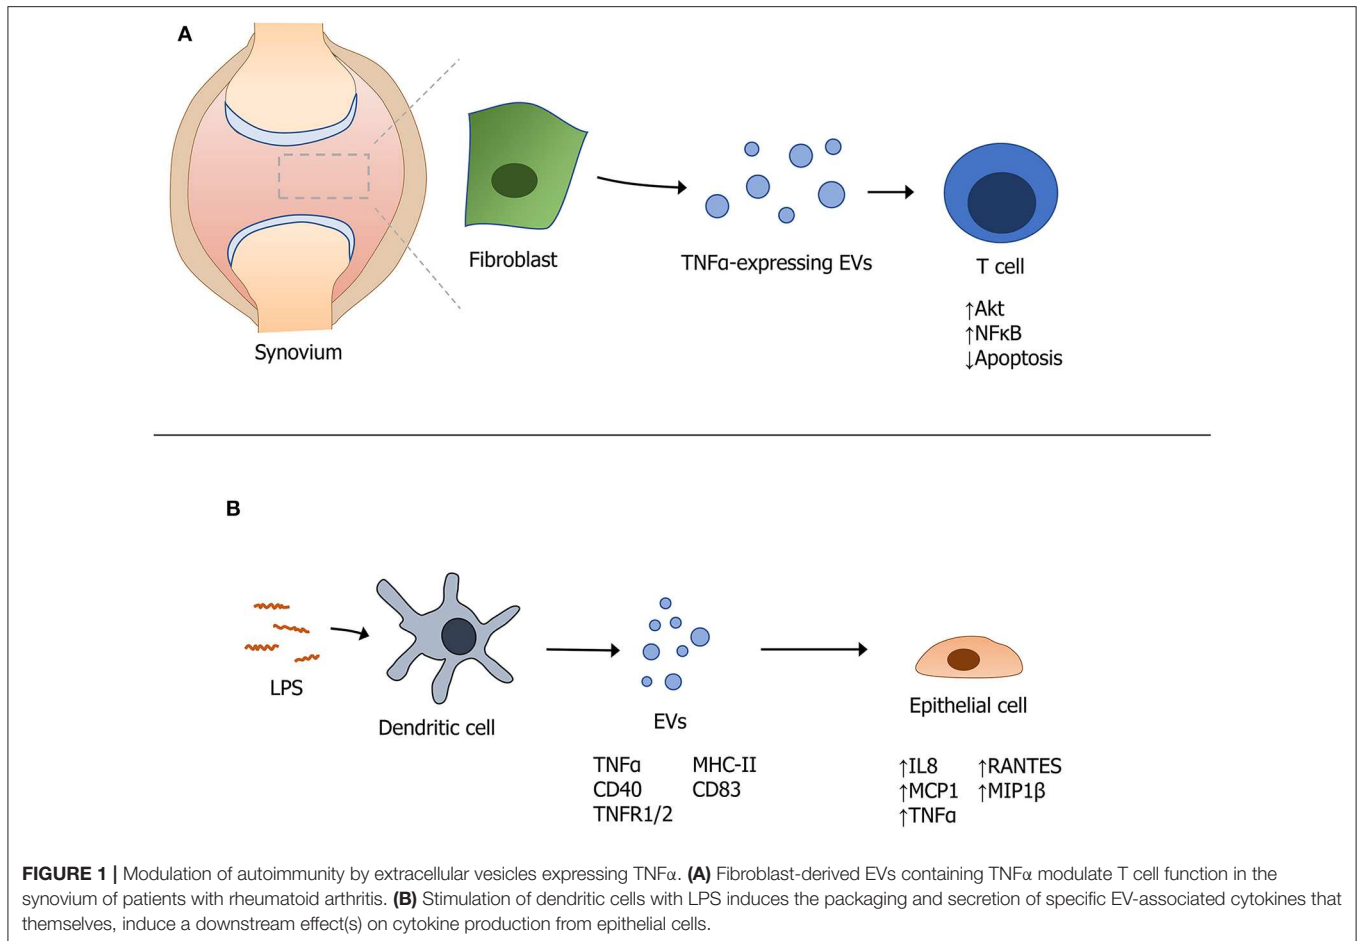 A
Fibroblast
TNFα-expressing EVs
T cell
↑Akt
↑NFκB
↓Apoptosis
Synovium
B
LPS
Dendritic cell
EVs
Epithelial cell
TNFα MHC-II
CD40 CD83
TNFR1/2
↑IL8 ↑RANTES
↑MCP1 ↑MIP1β
↑TNFα
FIGURE 1 | Modulation of autoimmunity by extracellular vesicles expressing TNFα. (A) Fibroblast-derived EVs containing TNFα modulate T cell function in the
synovium of patients with rheumatoid arthritis. (B) Stimulation of dendritic cells with LPS induces the packaging and secretion of specific EV-associated cytokines that
themselves, induce a downstream effect(s) on cytokine production from epithelial cells.